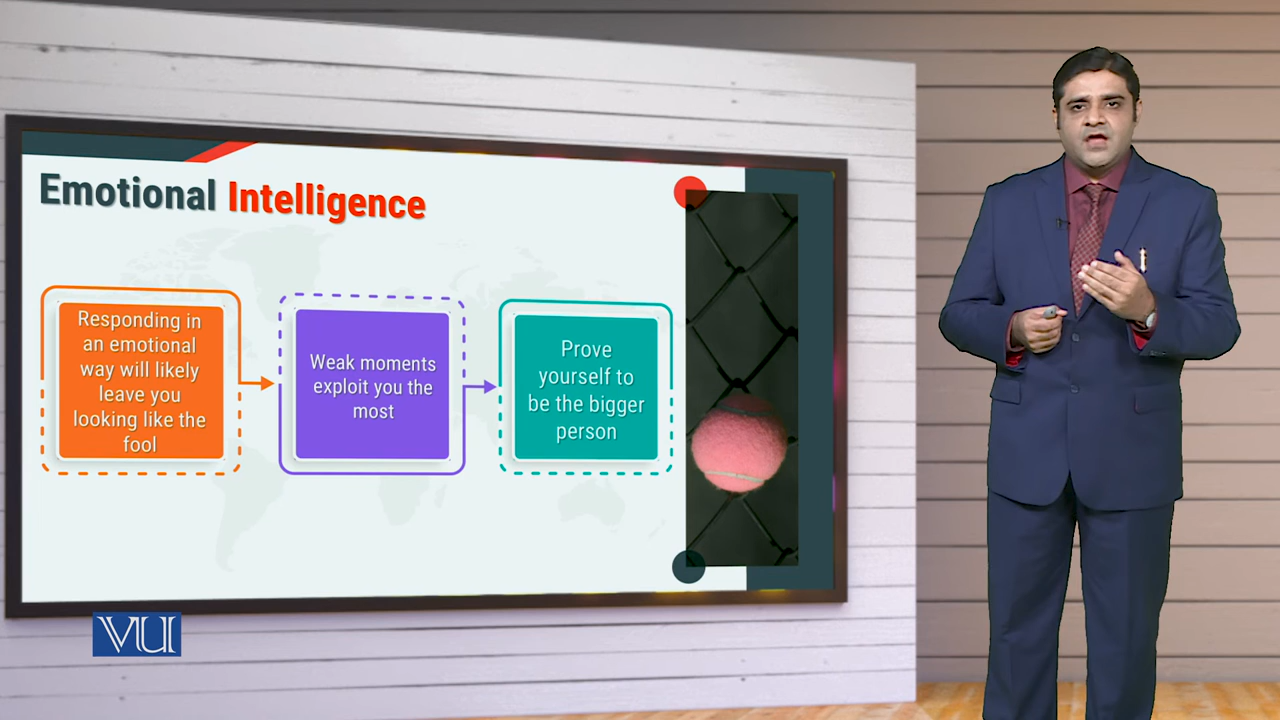 Emotional Intelligence
Responding in
an emotional
way will likely
leave you
looking like the
fool
Weak moments
exploit you the
most
Prove
yourself to
be the bigger
person
VU